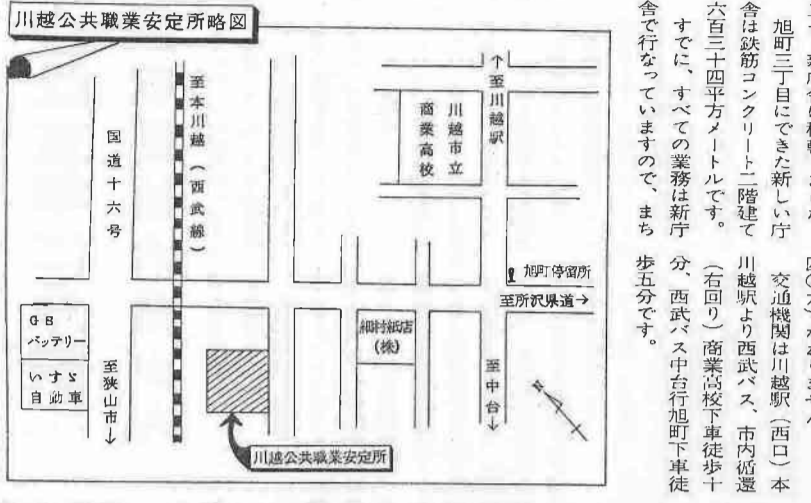 川越公共職業安定所略図
旭町三丁目にできた新しい庁
舎は鉄筋コンクリート二階建て
六百三十四平方メートルです。
すでに、すべての業務は新庁
舎で行なっていますので、まち
交通機関は川越駅（西口）本
川越駅より西武バス、市内循還
（右回り）商業高校下車徒歩十
分、西武バス中台行旭町下車徒
歩五分です。
国道十六号
至本川越（西武線）
川越市立
商業高校
↑至川越駅
旭町停留所
至所沢県道→
GB
バッテリー
いすゞ
自動車
至狭山市↓
細村紙店
(株)
至中台↓
N
川越公共職業安定所